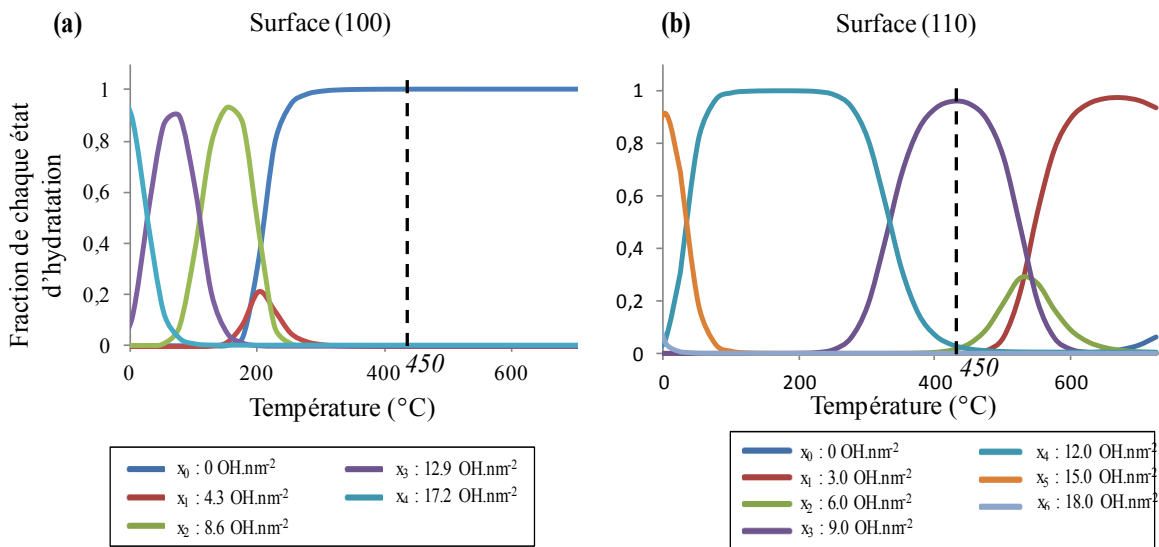 (a)
Surface (100)
Fraction de chaque état
d'hydratation
1
0,8
0,6
0,4
0,2
0
0
200
400
450
600
Température (°C)
x₀ : 0 OH.nm⁻²
x₁ : 4.3 OH.nm⁻²
x₂ : 8.6 OH.nm⁻²
x₃ : 12.9 OH.nm⁻²
x₄ : 17.2 OH.nm⁻²
(b)
Surface (110)
1
0,8
0,6
0,4
0,2
0
0
200
400
450
600
Température (°C)
x₀ : 0 OH.nm⁻²
x₁ : 3.0 OH.nm⁻²
x₂ : 6.0 OH.nm⁻²
x₃ : 9.0 OH.nm⁻²
x₄ : 12.0 OH.nm⁻²
x₅ : 15.0 OH.nm⁻²
x₆ : 18.0 OH.nm⁻²